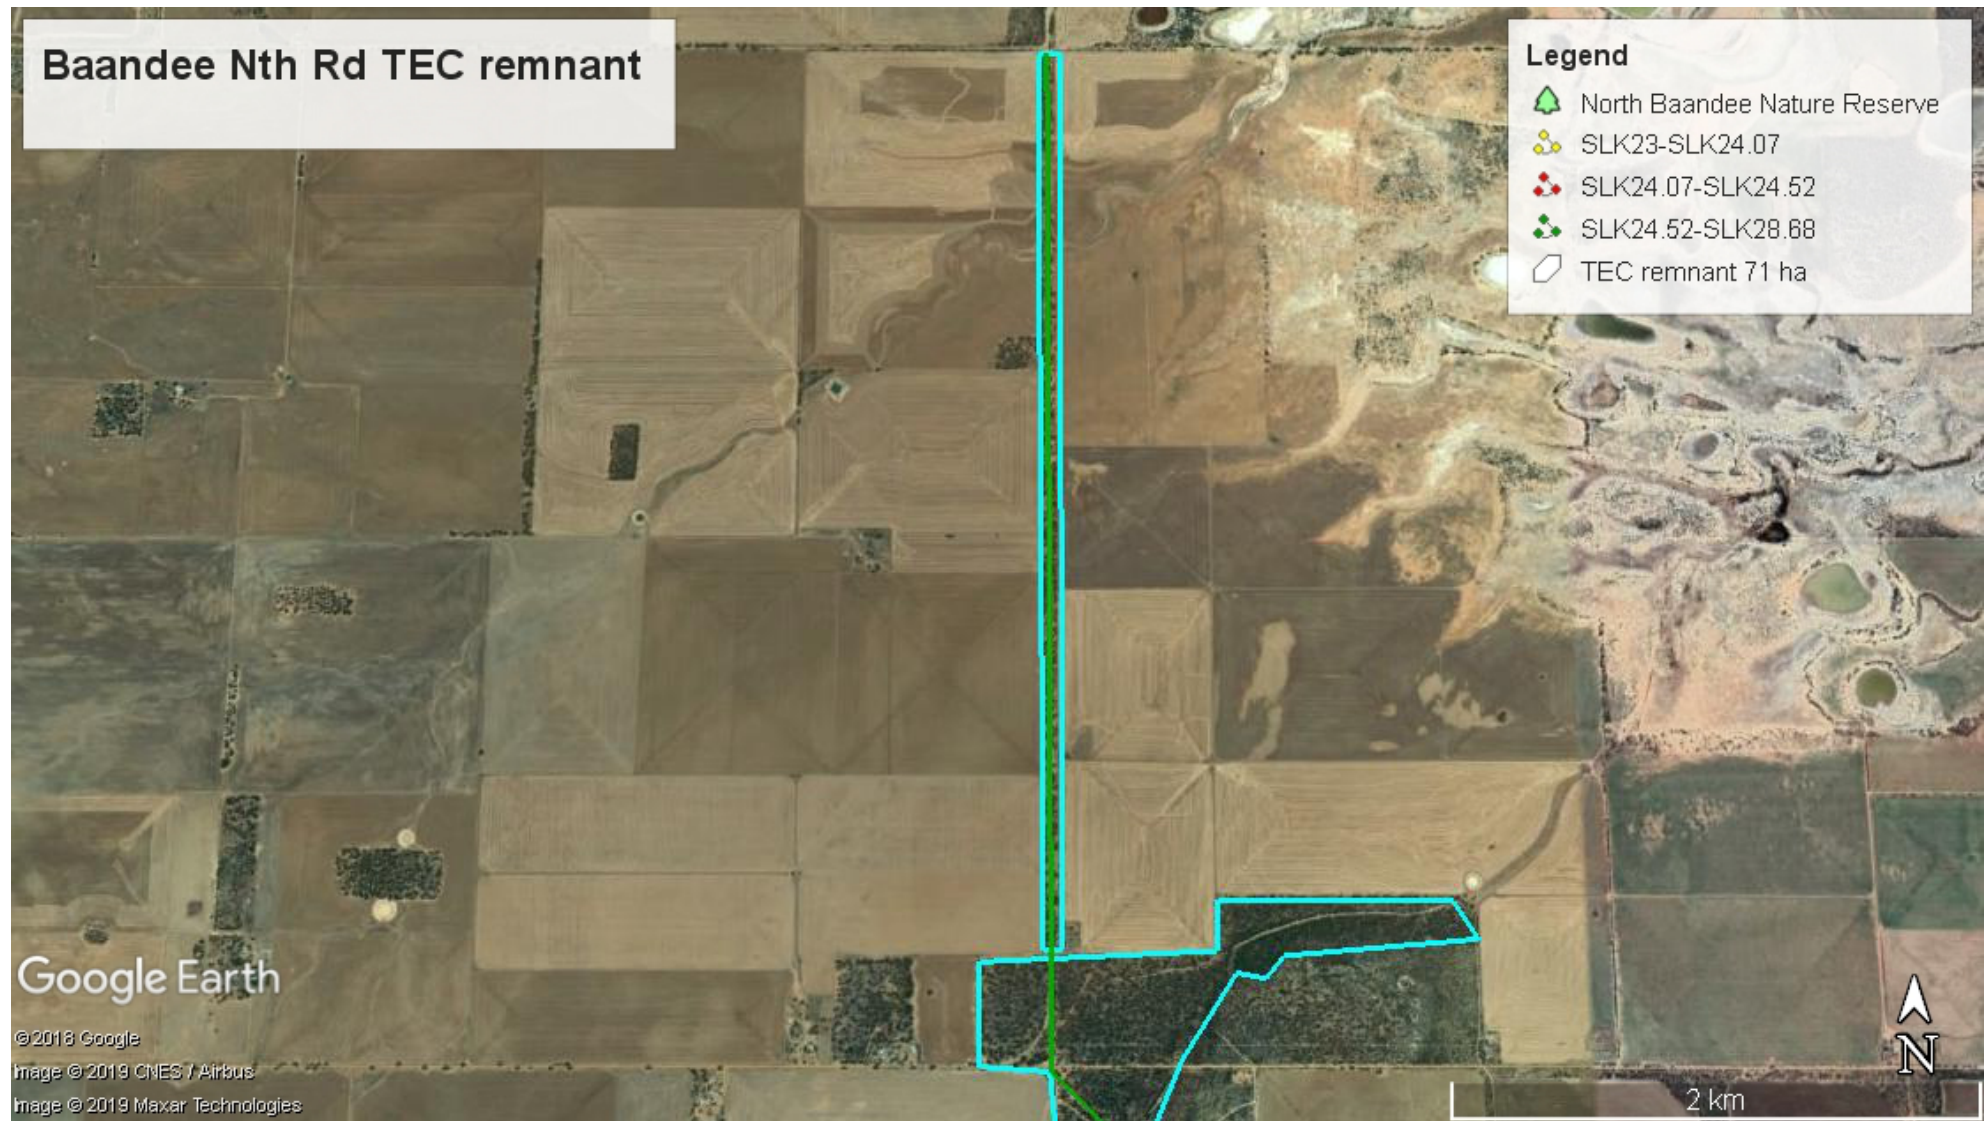 Baandee Nth Rd TEC remnant
Legend
North Baandee Nature Reserve
SLK23-SLK24.07
SLK24.07-SLK24.52
SLK24.52-SLK28.68
TEC remnant 71 ha
Google Earth
©2018 Google
Image © 2019 CNES / Airbus
Image © 2019 Maxar Technologies
N
2 km